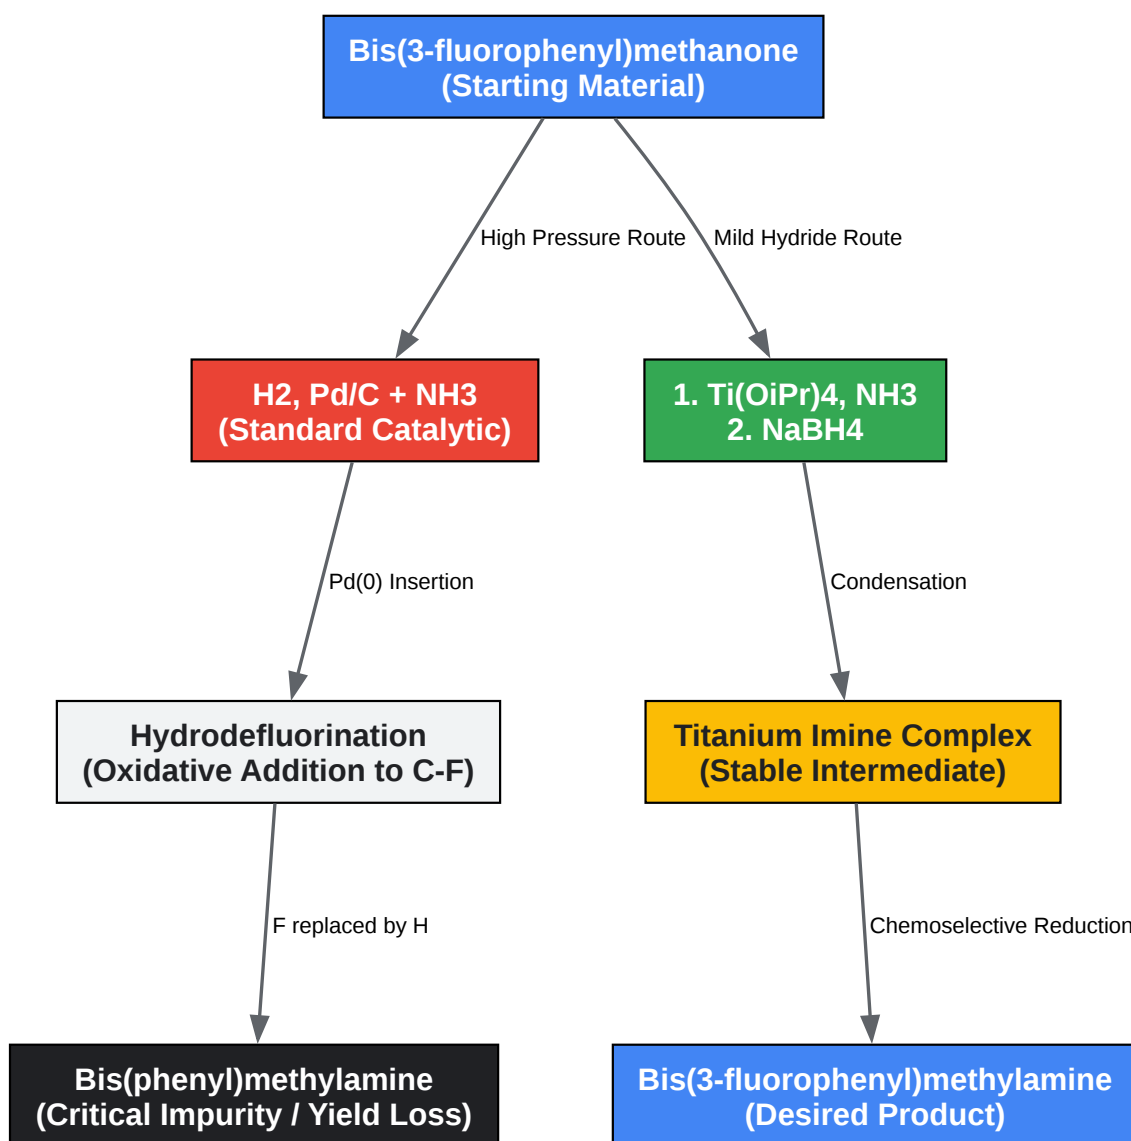 Bis(3-fluorophenyl)methanone
(Starting Material)
High Pressure Route
Mild Hydride Route
H2, Pd/C + NH3
(Standard Catalytic)
1. Ti(OiPr)4, NH3
2. NaBH4
Pd(0) Insertion
Condensation
Hydrodefluorination
(Oxidative Addition to C-F)
Titanium Imine Complex
(Stable Intermediate)
F replaced by H
Chemoselective Reduction
Bis(phenyl)methylamine
(Critical Impurity / Yield Loss)
Bis(3-fluorophenyl)methylamine
(Desired Product)